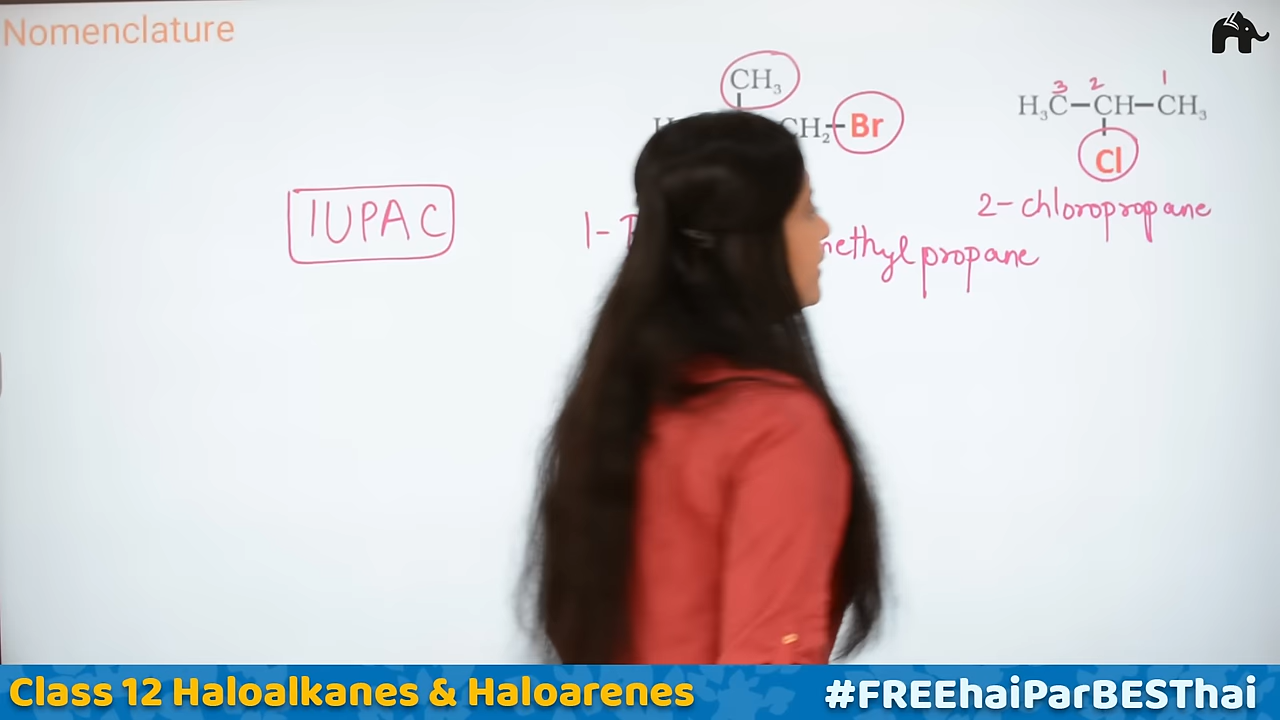 Nomenclature
CH₃
CH₂-Br
3 2 1
H₃C-CH-CH₃
Cl
IUPAC
2-chloropropane
1-
methyl propane
Class 12 Haloalkanes & Haloarenes
#FREEhaiParBESThai